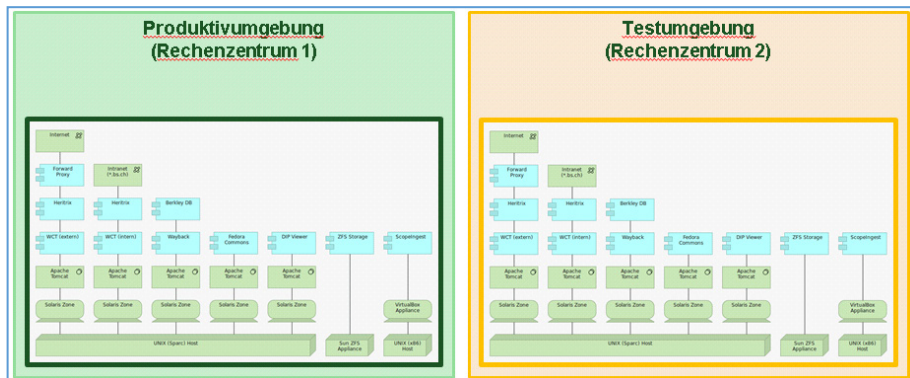 Produktivumgebung
(Rechenzentrum 1)
Internet
Forward
Proxy
Intranet
(*.bs.ch)
Heritrix
Heritrix
Berkley DB
WCT (extern)
WCT (intern)
Wayback
Fedora
Commons
DIP Viewer
ZFS Storage
ScopeIngest
Apache
Tomcat
Apache
Tomcat
Apache
Tomcat
Apache
Tomcat
Apache
Tomcat
Solaris Zone
Solaris Zone
Solaris Zone
Solaris Zone
Solaris Zone
VirtualBox
Appliance
UNIX (Sparc) Host
Sun ZFS
Appliance
UNIX (x86)
Host
Testumgebung
(Rechenzentrum 2)
Internet
Forward
Proxy
Intranet
(*.bs.ch)
Heritrix
Heritrix
Berkley DB
WCT (extern)
WCT (intern)
Wayback
Fedora
Commons
DIP Viewer
ZFS Storage
ScopeIngest
Apache
Tomcat
Apache
Tomcat
Apache
Tomcat
Apache
Tomcat
Apache
Tomcat
Solaris Zone
Solaris Zone
Solaris Zone
Solaris Zone
Solaris Zone
VirtualBox
Appliance
UNIX (Sparc) Host
Sun ZFS
Appliance
UNIX (x86)
Host